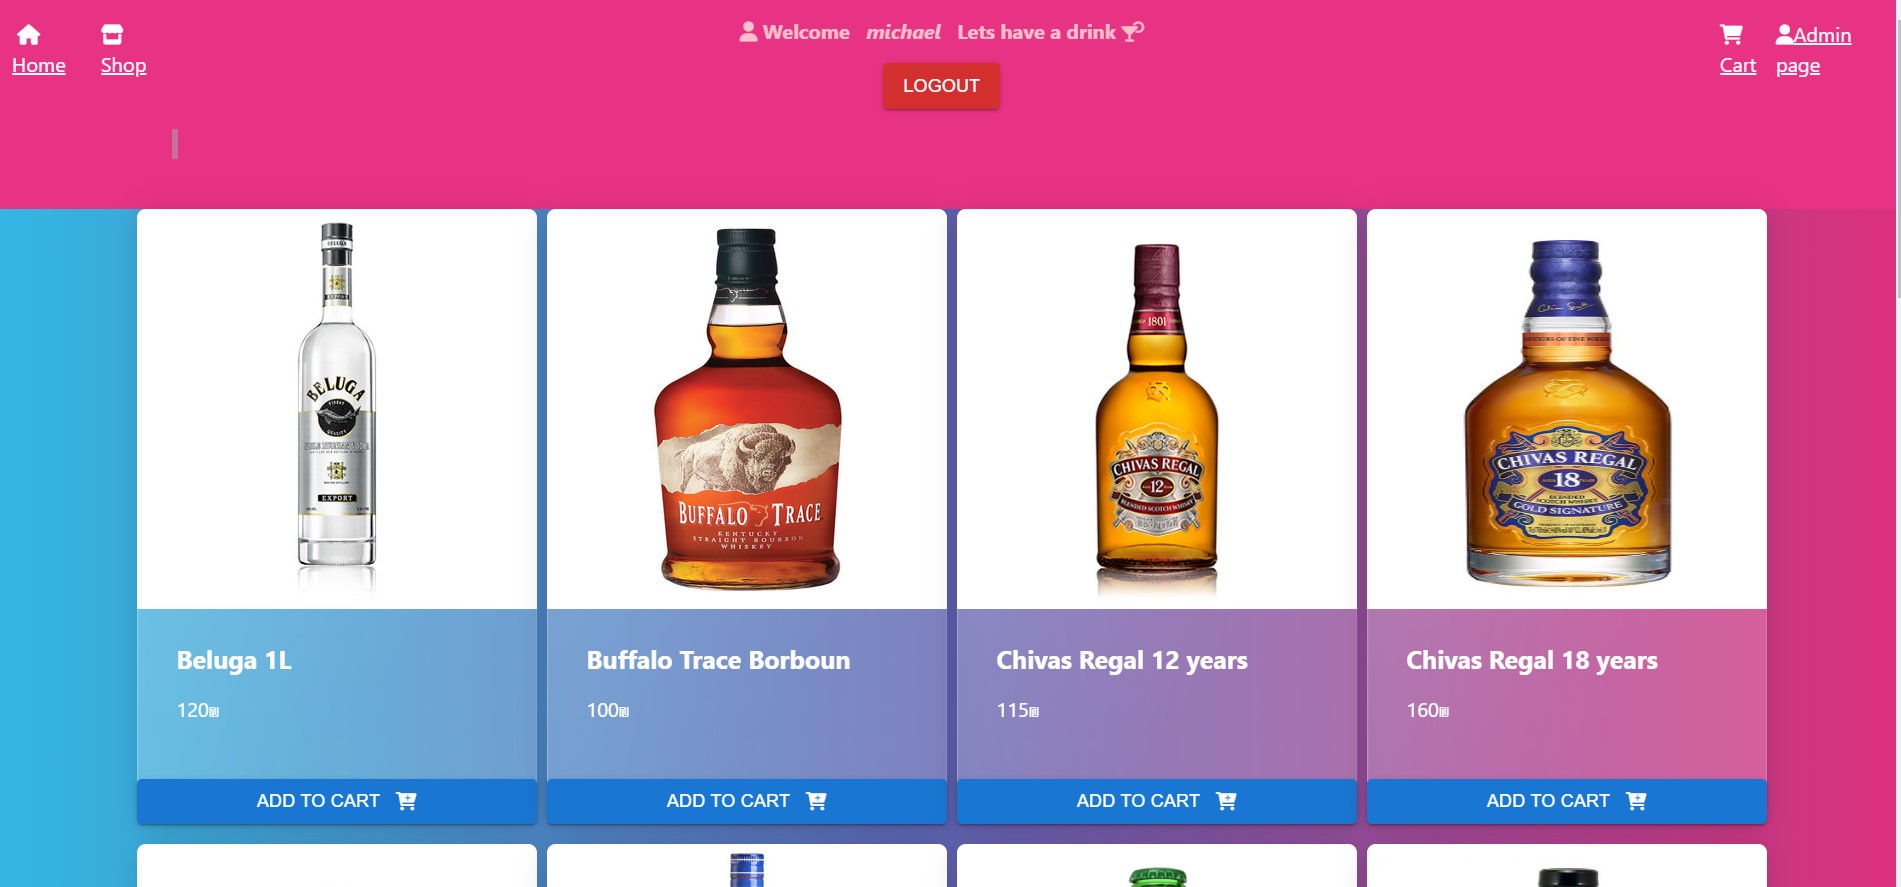 Home
Shop
Welcome michael Lets have a drink
LOGOUT
Cart
Admin
page
BELUGA
BELUGA
EXPORT
BUFFALO TRACE
KENTUCKY
STRAIGHT BOURBON
WHISKEY
1801
CHIVAS REGAL
12
BLENDED SCOTCH WHISKY
CHIVAS REGAL
AGED 18 YEARS
BLENDED
SCOTCH WHISKY
GOLD SIGNATURE
Beluga 1L
120₪
ADD TO CART
Buffalo Trace Borboun
100₪
ADD TO CART
Chivas Regal 12 years
115₪
ADD TO CART
Chivas Regal 18 years
160₪
ADD TO CART